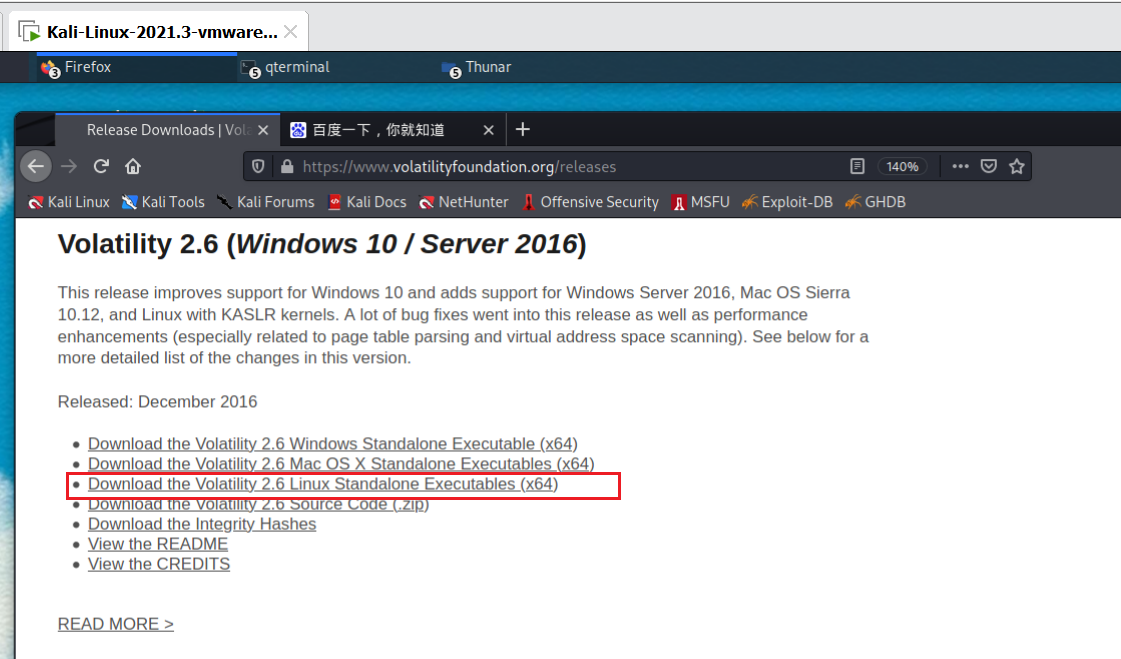 Kali-Linux-2021.3-vmware...
3 Firefox 5 qterminal 5 Thunar
Release Downloads | Vola 百度一下，你就知道
https://www.volatilityfoundation.org/releases 140%
Kali Linux Kali Tools Kali Forums Kali Docs NetHunter Offensive Security MSFU Exploit-DB GHDB
Volatility 2.6 (Windows 10 / Server 2016)
This release improves support for Windows 10 and adds support for Windows Server 2016, Mac OS Sierra
10.12, and Linux with KASLR kernels. A lot of bug fixes went into this release as well as performance
enhancements (especially related to page table parsing and virtual address space scanning). See below for a
more detailed list of the changes in this version.
Released: December 2016
Download the Volatility 2.6 Windows Standalone Executable (x64)
Download the Volatility 2.6 Mac OS X Standalone Executables (x64)
Download the Volatility 2.6 Linux Standalone Executables (x64)
Download the Volatility 2.6 Source Code (.zip)
Download the Integrity Hashes
View the README
View the CREDITS
READ MORE >